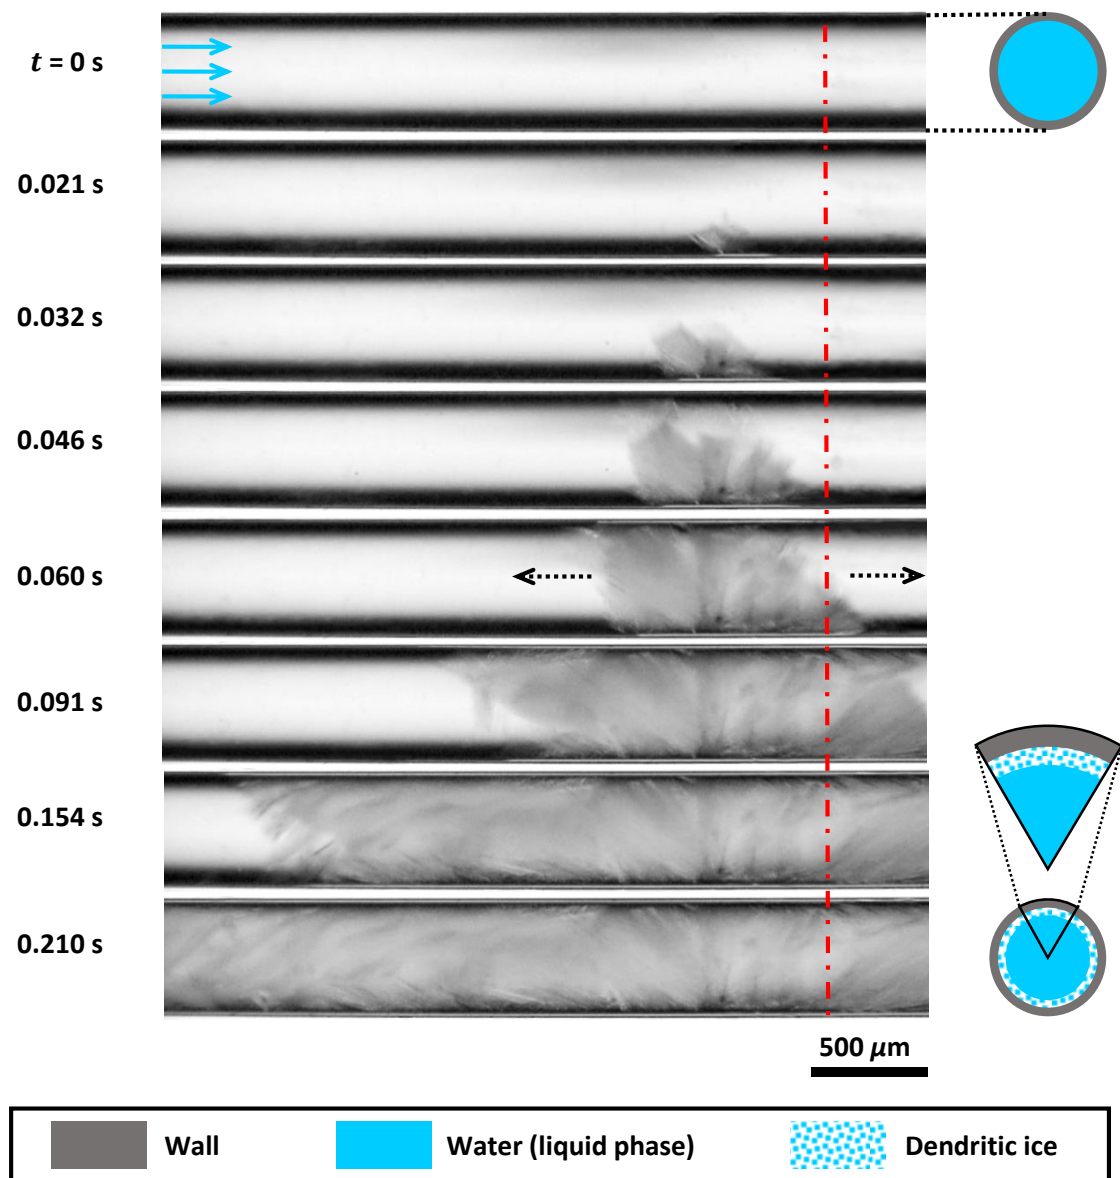 t = 0 s
0.021 s
0.032 s
0.046 s
0.060 s
0.091 s
0.154 s
0.210 s
500 μm
Wall
Water (liquid phase)
Dendritic ice